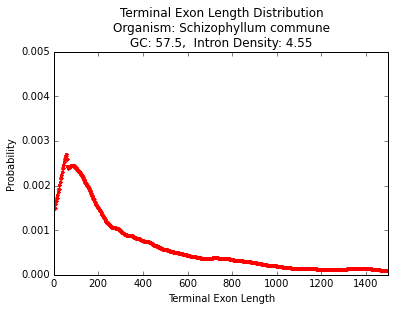 Terminal Exon Length Distribution
Organism: Schizophyllum commune
GC: 57.5,  Intron Density: 4.55
0.005
0.004
0.003
0.002
0.001
0.000
Probability
0
200
400
600
800
1000
1200
1400
Terminal Exon Length